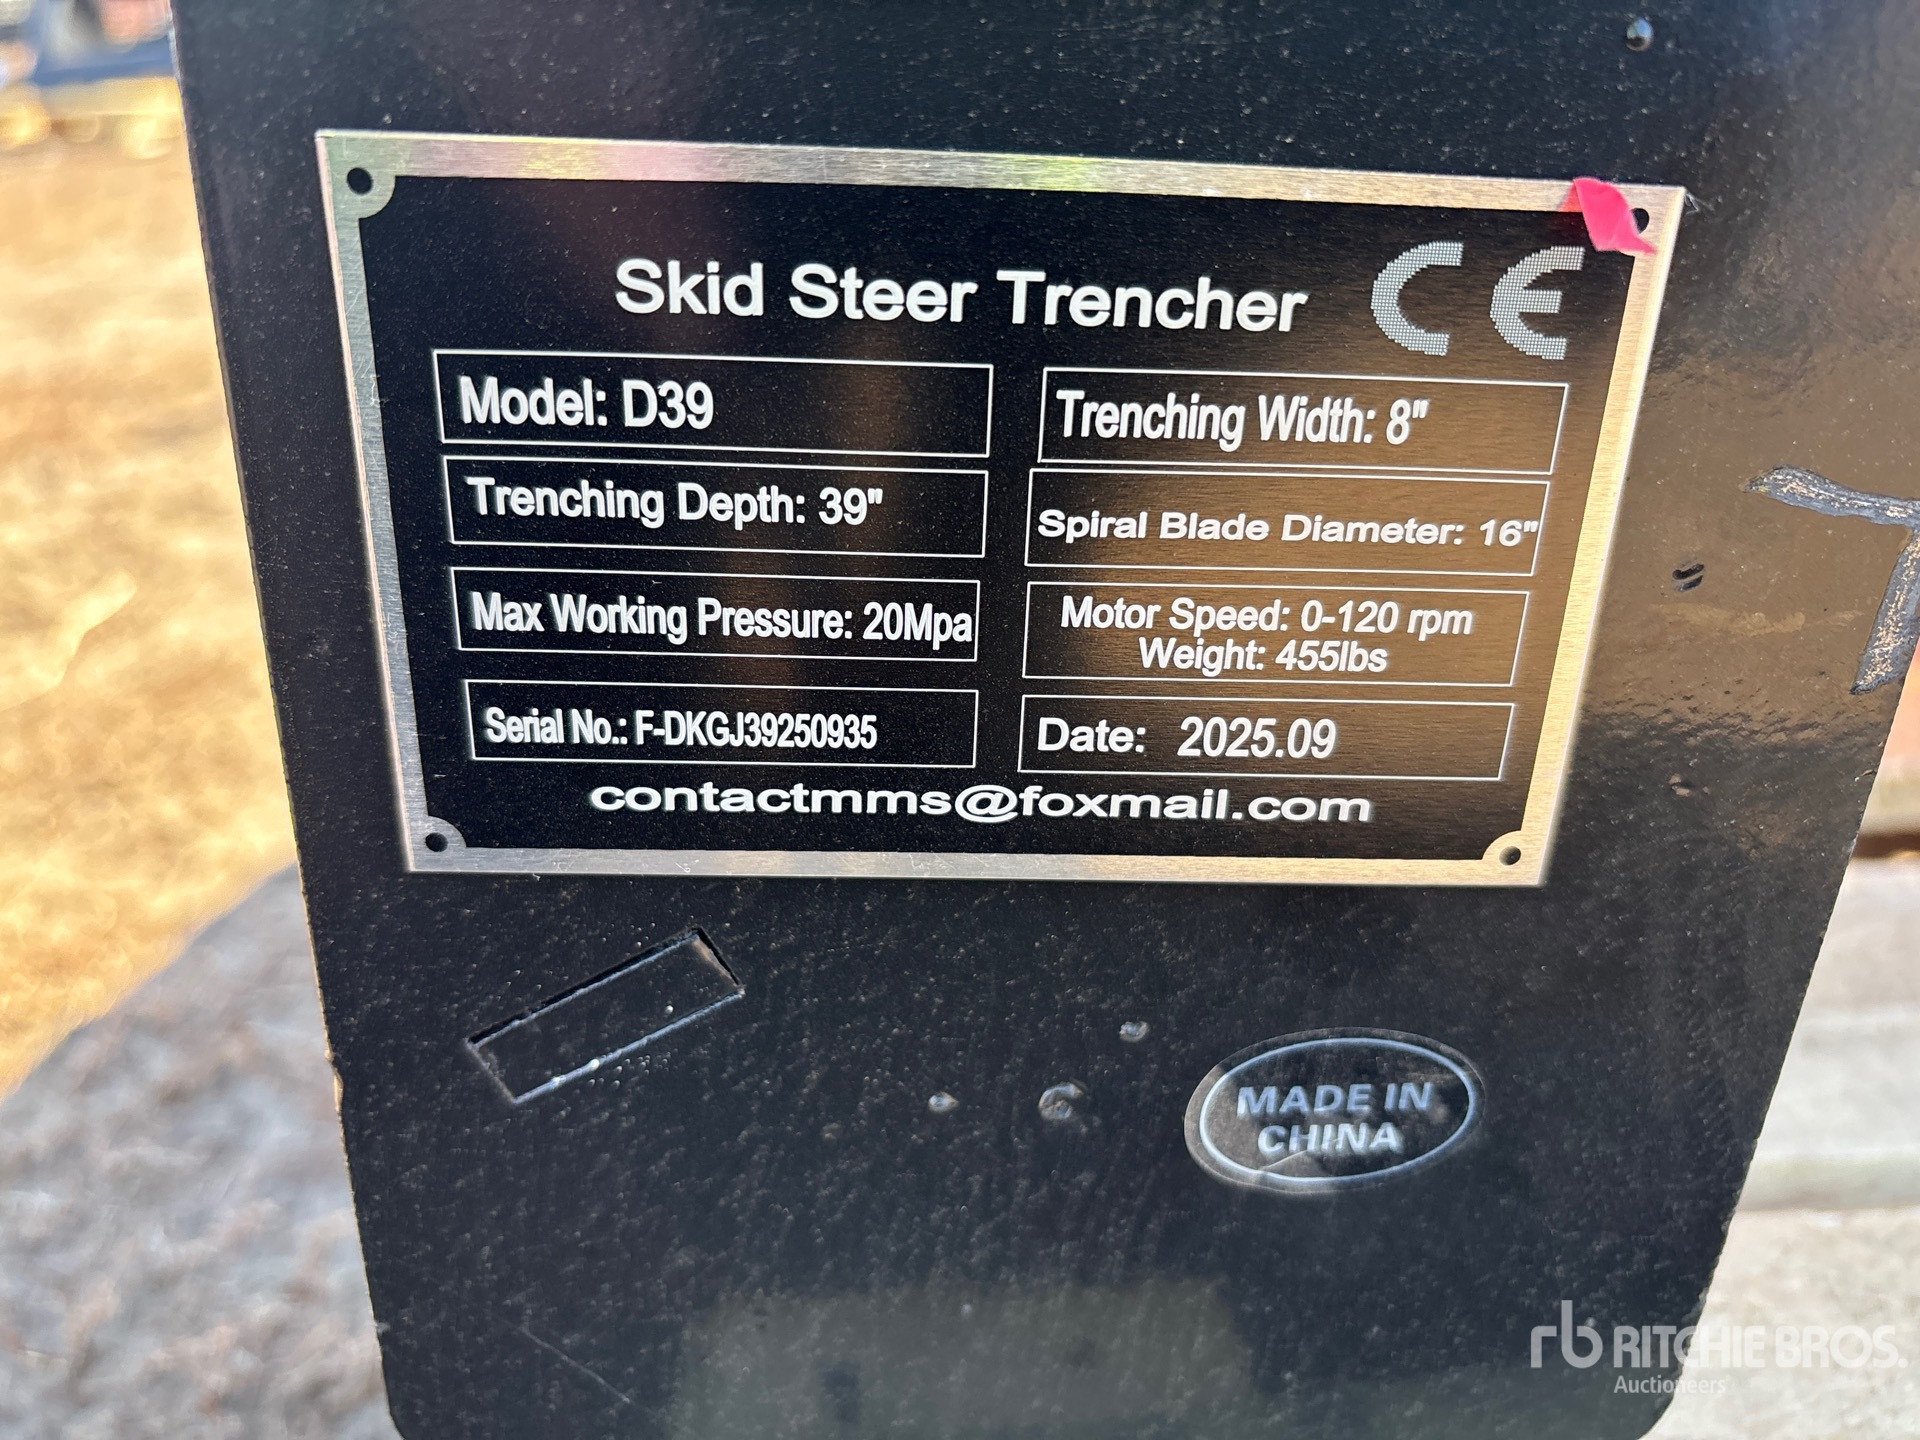 Skid Steer Trencher CE
Model: D39
Trenching Width: 8"
Trenching Depth: 39"
Spiral Blade Diameter: 16"
Max Working Pressure: 20Mpa
Motor Speed: 0-120 rpm
Weight: 455lbs
Serial No.: F-DKGJ39250935
Date: 2025.09
contactmms@foxmail.com
MADE IN
CHINA
rb RITCHIE BROS.
Auctioneers